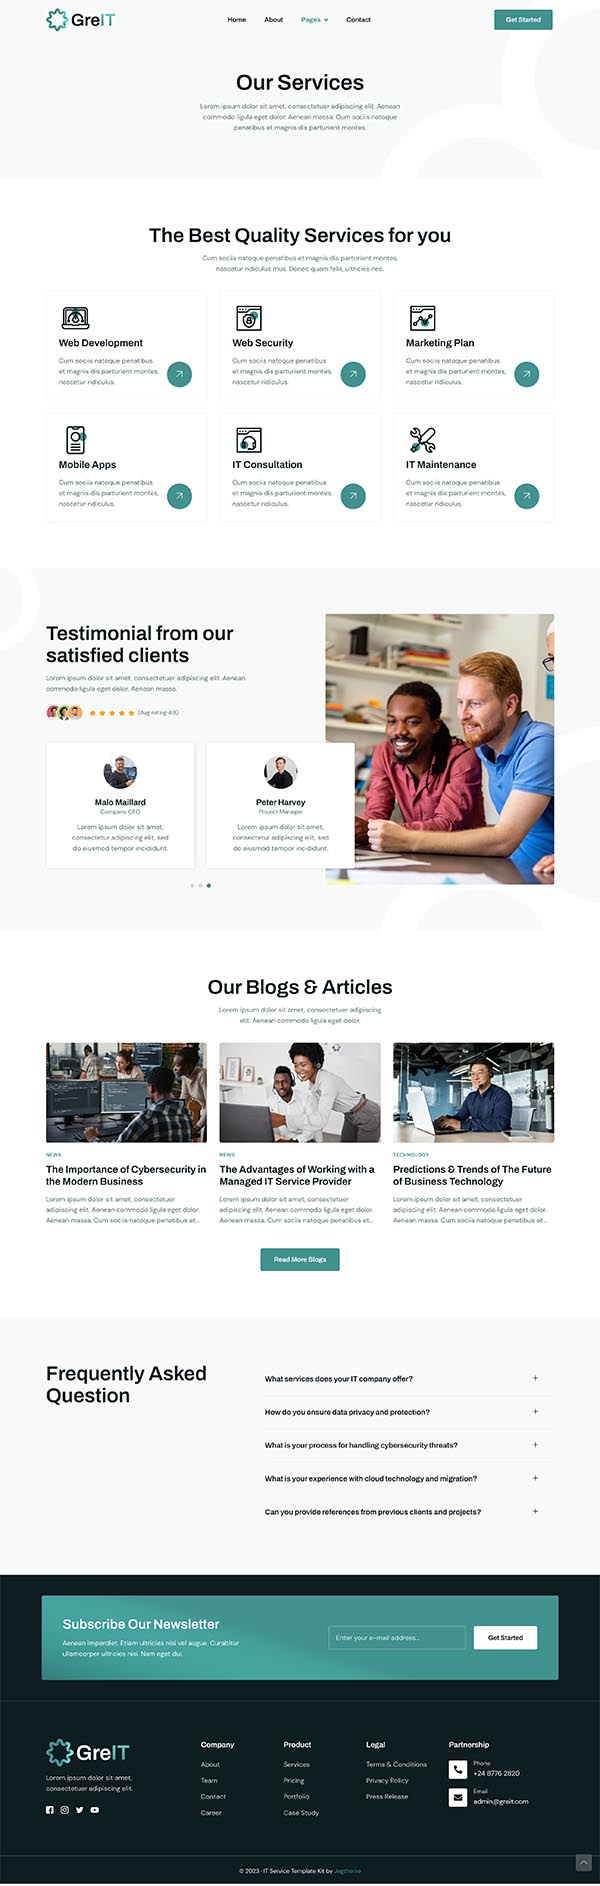 GreIT
Home About Pages Contact
Get Started
Our Services
Lorem ipsum dolor sit amet, consectetuer adipiscing elit. Aenean
commodo ligula eget dolor. Aenean massa. Cum sociis natoque
penatibus et magnis dis parturient montes.
The Best Quality Services for you
Cum sociis natoque penatibus et magnis dis parturient montes,
nascetur ridiculus mus. Donec quam felis, ultricies nec.
Web Development
Cum sociis natoque penatibus
et magnis dis parturient montes,
nascetur ridiculus.
Web Security
Cum sociis natoque penatibus
et magnis dis parturient montes,
nascetur ridiculus.
Marketing Plan
Cum sociis natoque penatibus
et magnis dis parturient montes,
nascetur ridiculus.
Mobile Apps
Cum sociis natoque penatibus
et magnis dis parturient montes,
nascetur ridiculus.
IT Consultation
Cum sociis natoque penatibus
et magnis dis parturient montes,
nascetur ridiculus.
IT Maintenance
Cum sociis natoque penatibus
et magnis dis parturient montes,
nascetur ridiculus.
Testimonial from our
satisfied clients
Lorem ipsum dolor sit amet, consectetuer adipiscing elit. Aenean
commodo ligula eget dolor. Aenean massa.
(Avg rating 4.8)
Malo Maillard
Company CEO
Lorem ipsum dolor sit amet,
consectetur adipiscing elit, sed
do eiusmod tempor incididunt.
Peter Harvey
Project Manager
Lorem ipsum dolor sit amet,
consectetur adipiscing elit, sed
do eiusmod tempor incididunt.
Our Blogs & Articles
Lorem ipsum dolor sit amet, consectetuer adipiscing
elit. Aenean commodo ligula eget dolor.
NEWS
The Importance of Cybersecurity in
the Modern Business
Lorem ipsum dolor sit amet, consectetuer
adipiscing elit. Aenean commodo ligula eget dolor.
Aenean massa. Cum sociis natoque penatibus et...
NEWS
The Advantages of Working with a
Managed IT Service Provider
Lorem ipsum dolor sit amet, consectetuer
adipiscing elit. Aenean commodo ligula eget dolor.
Aenean massa. Cum sociis natoque penatibus et...
TECHNOLOGY
Predictions & Trends of The Future
of Business Technology
Lorem ipsum dolor sit amet, consectetuer
adipiscing elit. Aenean commodo ligula eget dolor.
Aenean massa. Cum sociis natoque penatibus et...
Read More Blogs
Frequently Asked
Question
What services does your IT company offer?
How do you ensure data privacy and protection?
What is your process for handling cybersecurity threats?
What is your experience with cloud technology and migration?
Can you provide references from previous clients and projects?
Subscribe Our Newsletter
Aenean imperdiet. Etiam ultricies nisi vel augue. Curabitur
ullamcorper ultricies nisi. Nam eget dui.
Enter your e-mail address...
Get Started
GreIT
Lorem ipsum dolor sit amet,
consectetuer adipiscing elit.
Company
About
Team
Contact
Career
Product
Services
Pricing
Portfolio
Case Study
Legal
Terms & Conditions
Privacy Policy
Press Release
Partnership
Phone
+24 8776 2820
Email
admin@greit.com
© 2023 · IT Service Template Kit by Jegtheme